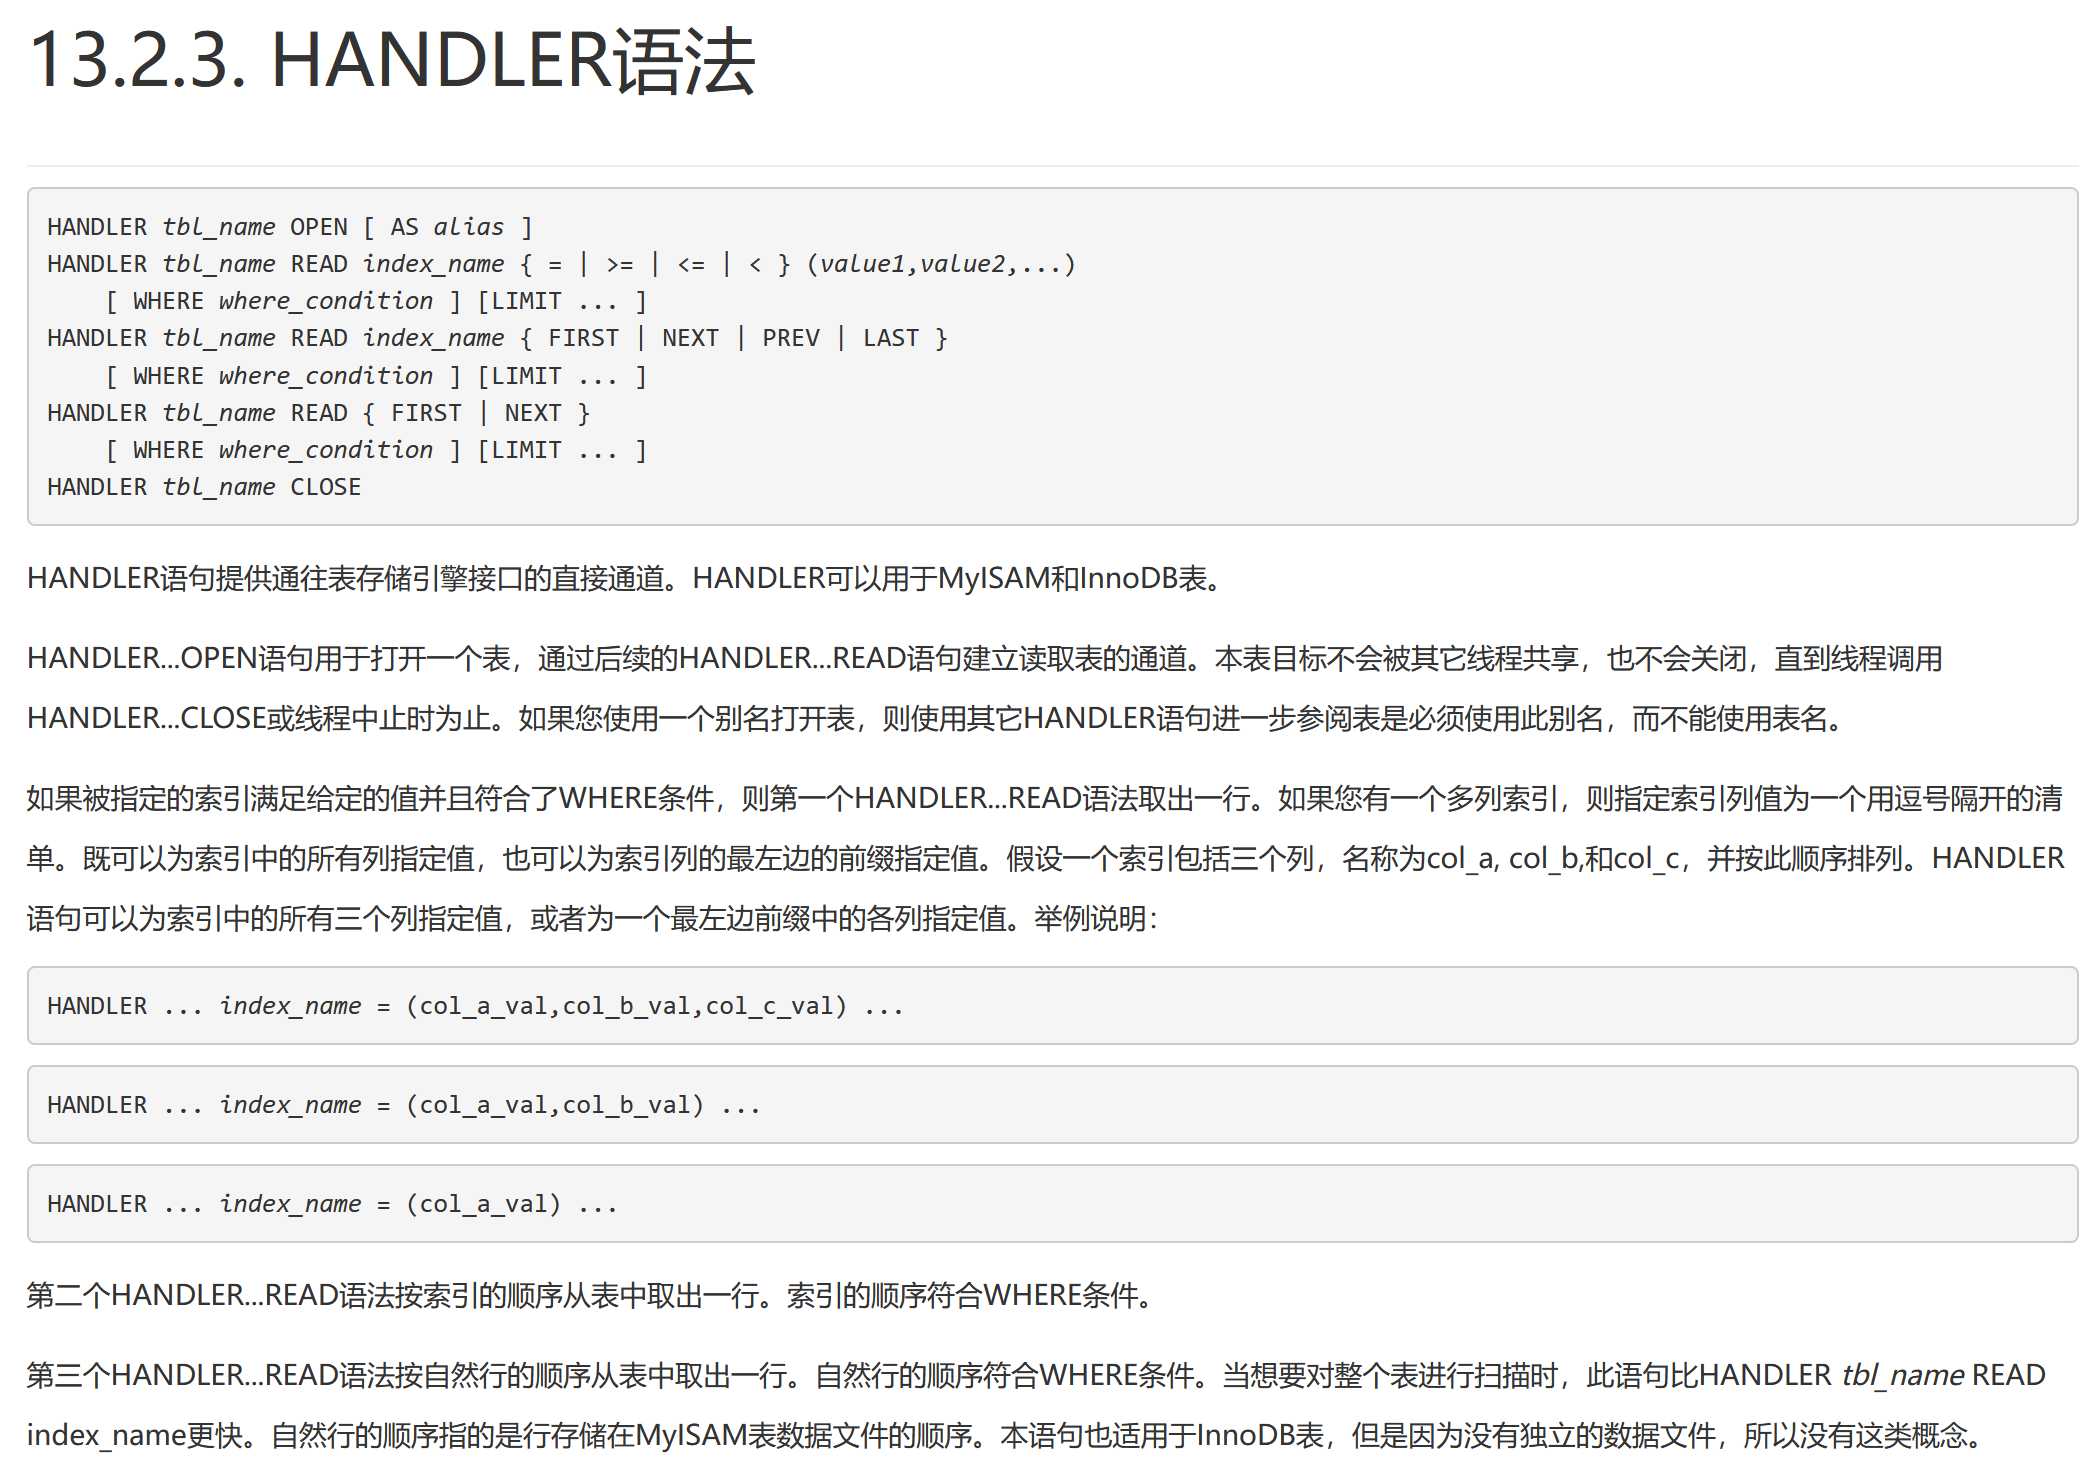 13.2.3. HANDLER语法
HANDLER tbl_name OPEN [ AS alias ]
HANDLER tbl_name READ index_name { = | >= | <= | < } (value1,value2,...)
    [ WHERE where_condition ] [LIMIT ... ]
HANDLER tbl_name READ index_name { FIRST | NEXT | PREV | LAST }
    [ WHERE where_condition ] [LIMIT ... ]
HANDLER tbl_name READ { FIRST | NEXT }
    [ WHERE where_condition ] [LIMIT ... ]
HANDLER tbl_name CLOSE
HANDLER语句提供通往表存储引擎接口的直接通道。HANDLER可以用于MyISAM和InnoDB表。
HANDLER...OPEN语句用于打开一个表，通过后续的HANDLER...READ语句建立读取表的通道。本表目标不会被其它线程共享，也不会关闭，直到线程调用
HANDLER...CLOSE或线程中止时为止。如果您使用一个别名打开表，则使用其它HANDLER语句进一步参阅表是必须使用此别名，而不能使用表名。
如果被指定的索引满足给定的值并且符合了WHERE条件，则第一个HANDLER...READ语法取出一行。如果您有一个多列索引，则指定索引列值为一个用逗号隔开的清
单。既可以为索引中的所有列指定值，也可以为索引列的最左边的前缀指定值。假设一个索引包括三个列，名称为col_a, col_b,和col_c，并按此顺序排列。HANDLER
语句可以为索引中的所有三个列指定值，或者为一个最左边前缀中的各列指定值。举例说明：
HANDLER ... index_name = (col_a_val,col_b_val,col_c_val) ...
HANDLER ... index_name = (col_a_val,col_b_val) ...
HANDLER ... index_name = (col_a_val) ...
第二个HANDLER...READ语法按索引的顺序从表中取出一行。索引的顺序符合WHERE条件。
第三个HANDLER...READ语法按自然行的顺序从表中取出一行。自然行的顺序符合WHERE条件。当想要对整个表进行扫描时，此语句比HANDLER tbl_name READ
index_name更快。自然行的顺序指的是行存储在MyISAM表数据文件的顺序。本语句也适用于InnoDB表，但是因为没有独立的数据文件，所以没有这类概念。